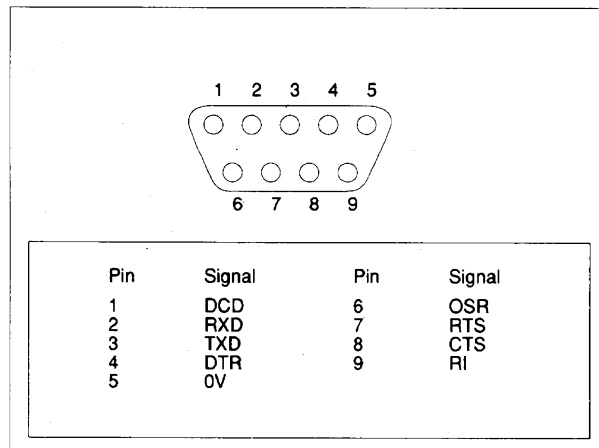 1 2 3 4 5
6 7 8 9
Pin Signal Pin Signal
1 DCD 6 OSR
2 RXD 7 RTS
3 TXD 8 CTS
4 DTR 9 RI
5 0V